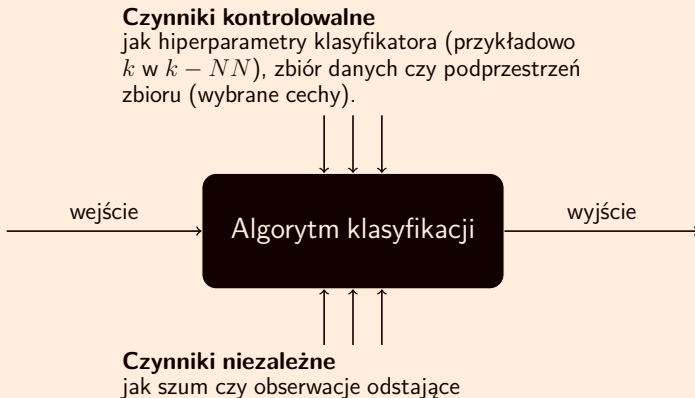 Czynniki kontrolowalne
jak hiperparametry klasyfikatora (przykładowo
k w k − NN), zbiór danych czy podprzestrzeń
zbioru (wybrane cechy).
wejście
Algorytm klasyfikacji
wyjście
Czynniki niezależne
jak szum czy obserwacje odstające